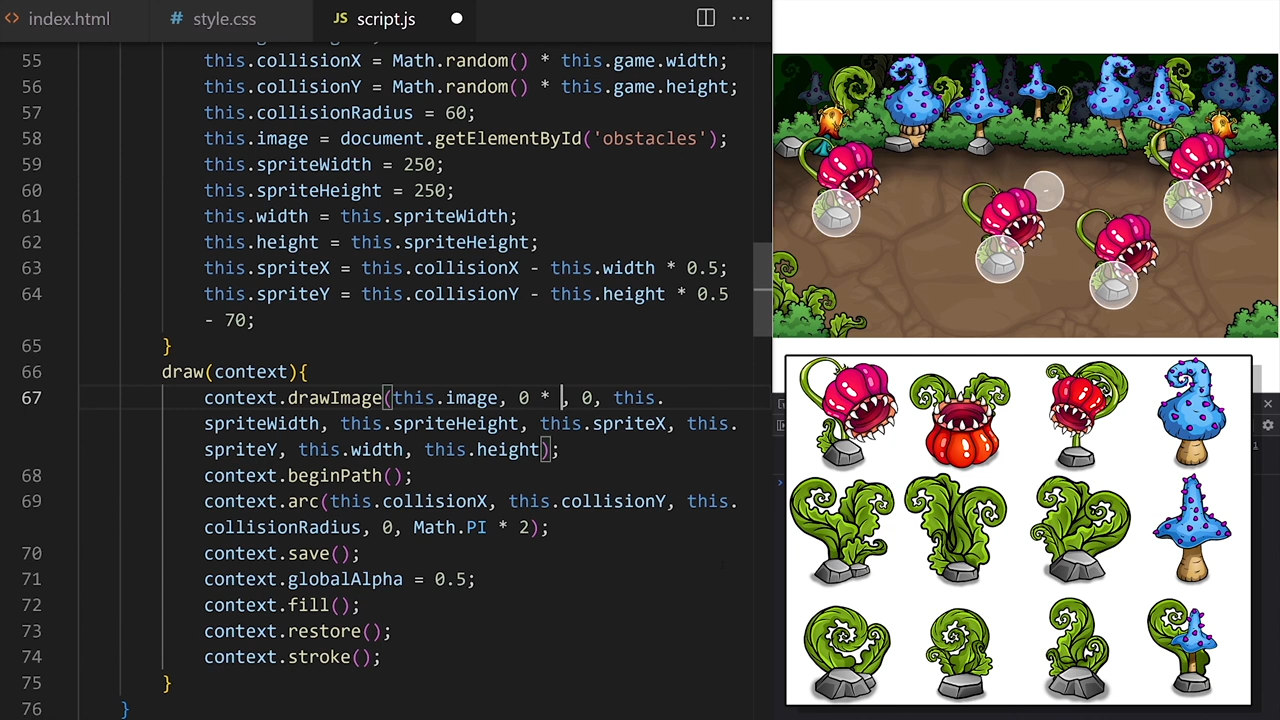 <> index.html
# style.css
JS script.js
55 this.collisionX = Math.random() * this.game.width;
56 this.collisionY = Math.random() * this.game.height;
57 this.collisionRadius = 60;
58 this.image = document.getElementById('obstacles');
59 this.spriteWidth = 250;
60 this.spriteHeight = 250;
61 this.width = this.spriteWidth;
62 this.height = this.spriteHeight;
63 this.spriteX = this.collisionX - this.width * 0.5;
64 this.spriteY = this.collisionY - this.height * 0.5
- 70;
65 }
66 draw(context){
67 context.drawImage(this.image, 0 * , 0, this.
spriteWidth, this.spriteHeight, this.spriteX, this.
spriteY, this.width, this.height);
68 context.beginPath();
69 context.arc(this.collisionX, this.collisionY, this.
collisionRadius, 0, Math.PI * 2);
70 context.save();
71 context.globalAlpha = 0.5;
72 context.fill();
73 context.restore();
74 context.stroke();
75 }
76 }